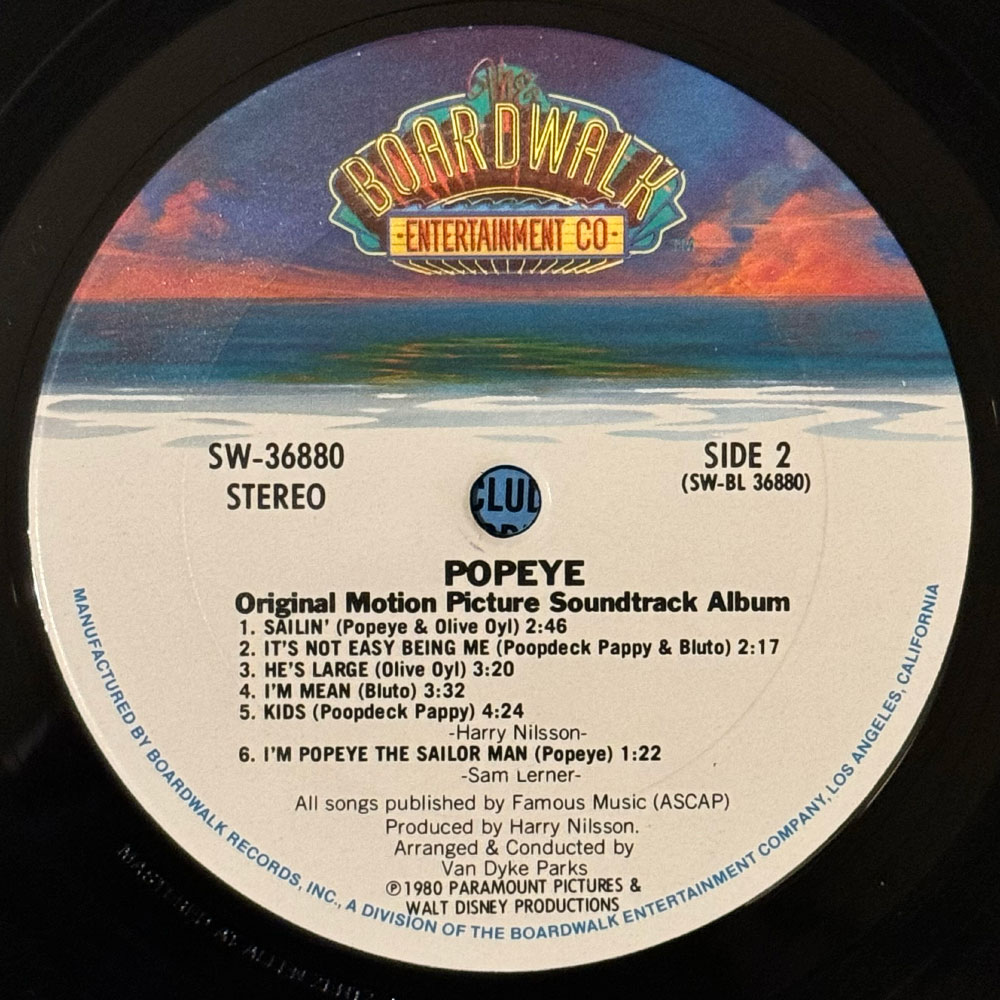 The
BOARDWALK
·ENTERTAINMENT CO·
SW-36880
STEREO
SIDE 2
(SW-BL 36880)
CLUB
POPEYE
Original Motion Picture Soundtrack Album
1. SAILIN' (Popeye & Olive Oyl) 2:46
2. IT'S NOT EASY BEING ME (Poopdeck Pappy & Bluto) 2:17
3. HE'S LARGE (Olive Oyl) 3:20
4. I'M MEAN (Bluto) 3:32
5. KIDS (Poopdeck Pappy) 4:24
-Harry Nilsson-
6. I'M POPEYE THE SAILOR MAN (Popeye) 1:22
-Sam Lerner-
All songs published by Famous Music (ASCAP)
Produced by Harry Nilsson.
Arranged & Conducted by
Van Dyke Parks
℗1980 PARAMOUNT PICTURES &
WALT DISNEY PRODUCTIONS
MANUFACTURED BY BOARDWALK RECORDS, INC., A DIVISION OF THE BOARDWALK ENTERTAINMENT COMPANY, LOS ANGELES, CALIFORNIA